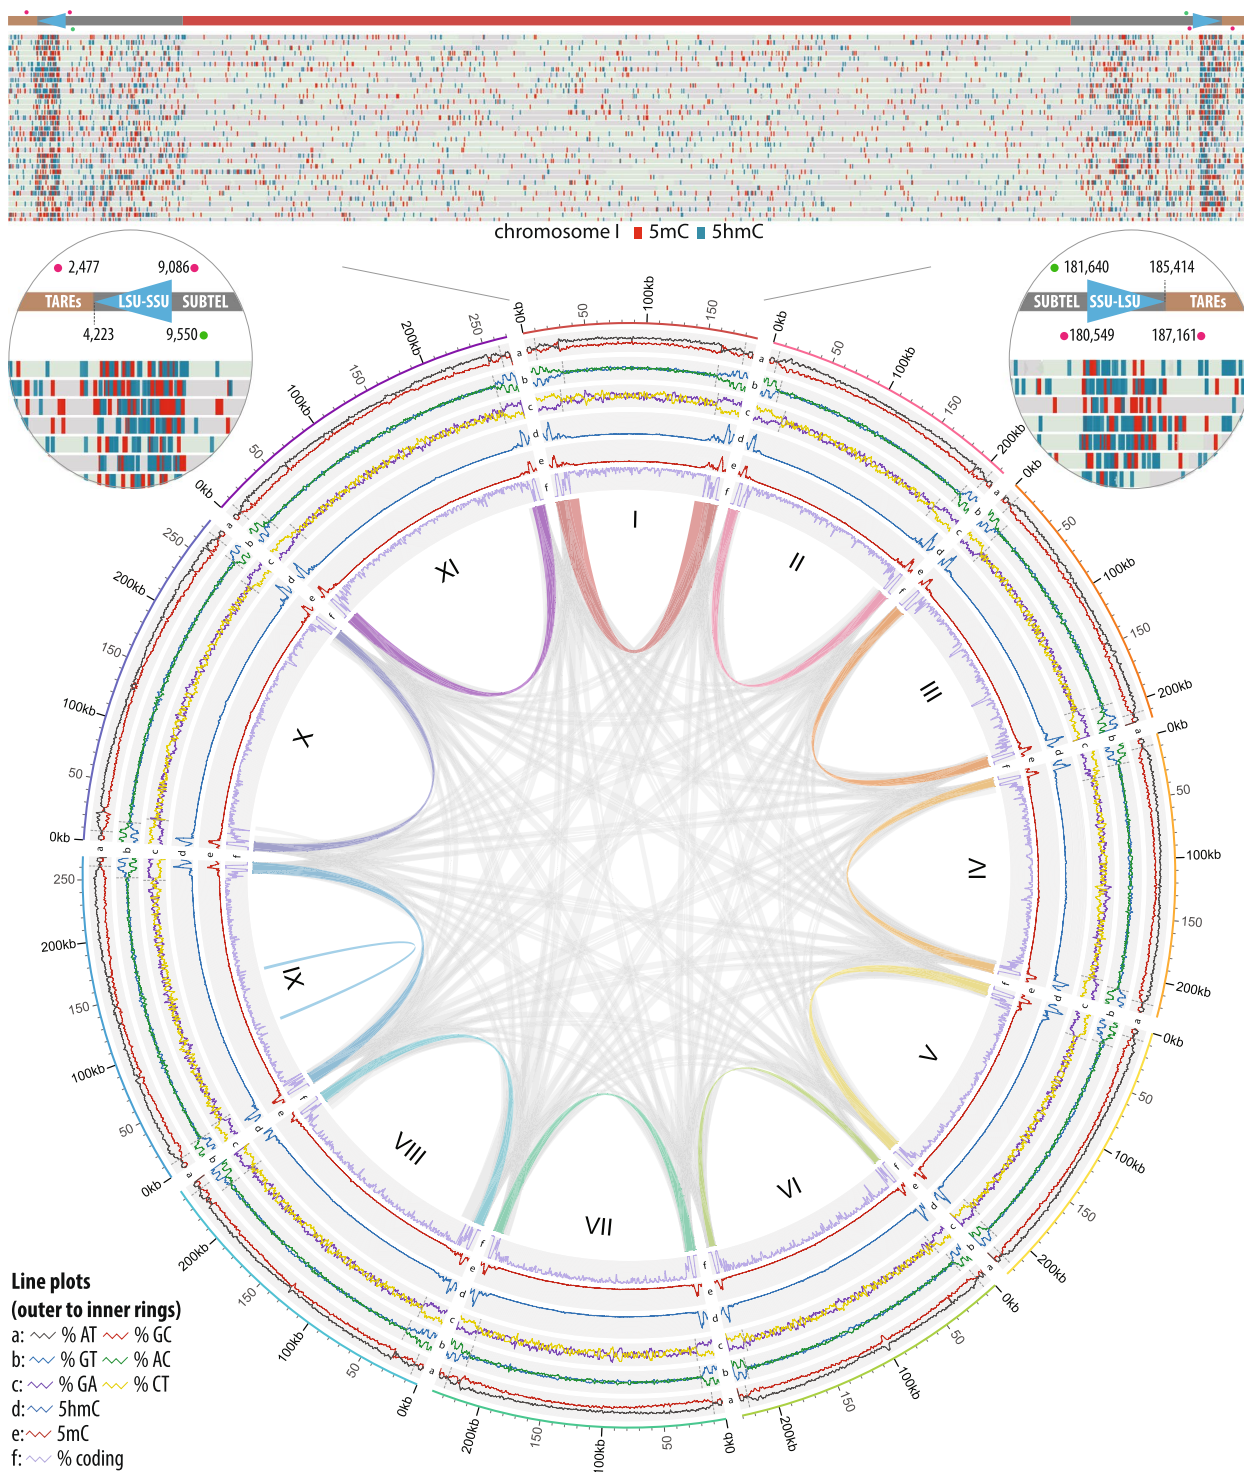 chromosome I 5mC 5hmC
2,477 9,086
TAREs LSU-SSU SUBTEL
4,223 9,550
181,640 185,414
SUBTEL SSU-LSU TAREs
180,549 187,161
0kb 50 100kb 150
0kb 50 100kb 150 200kb
0kb 50 100kb 150 200kb
0kb 50 100kb 150 200kb
0kb 50 100kb 150 200kb
0kb 50 100kb 150 200kb
0kb 50 100kb 150 200kb
0kb 50 100kb 150 200kb
0kb 50 100kb 150 200kb 250
0kb 50 100kb 150 200kb 250
0kb 50 100kb 150 200kb 250
a b c d e f
a b c d e f
a b c d e f
a b c d e f
a b c d e f
a b c d e f
a b c d e f
a b c d e f
a b c d e f
a b c d e f
a b c d e f
I
II
III
IV
V
VI
VII
VIII
IX
X
XI
Line plots
(outer to inner rings)
a: % AT % GC
b: % GT % AC
c: % GA % CT
d: 5hmC
e: 5mC
f: % coding